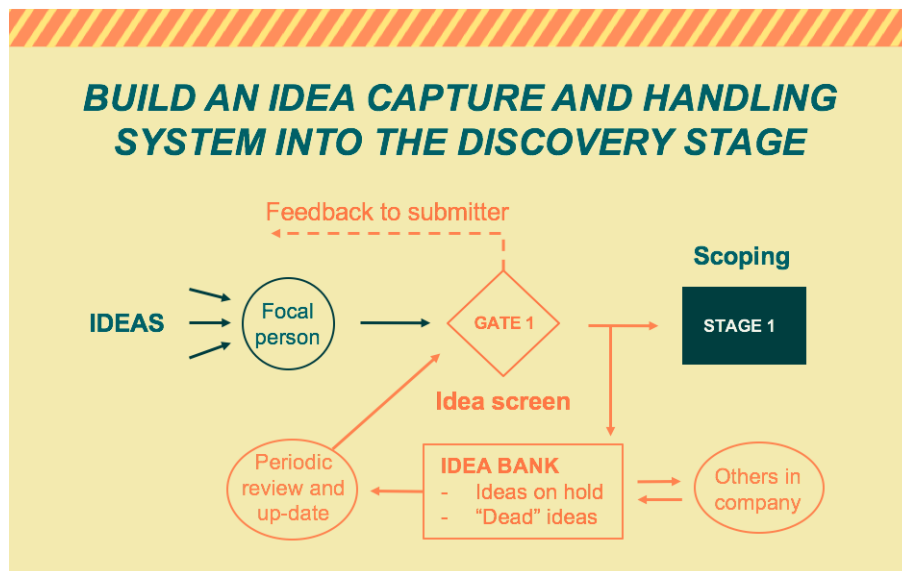 BUILD AN IDEA CAPTURE AND HANDLING
SYSTEM INTO THE DISCOVERY STAGE
Feedback to submitter
Scoping
IDEAS
Focal
person
GATE 1
STAGE 1
Idea screen
Periodic
review and
up-date
IDEA BANK
- Ideas on hold
- “Dead” ideas
Others in
company